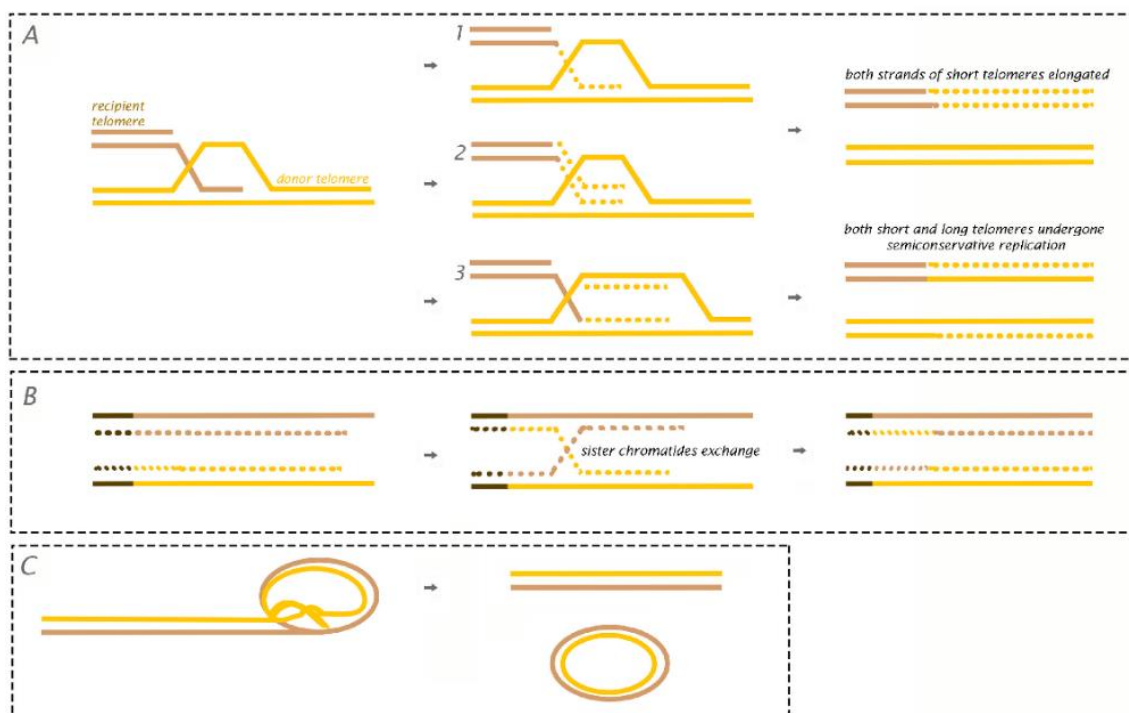 A
recipient
telomere
donor telomere
1
2
3
both strands of short telomeres elongated
both short and long telomeres undergone
semiconservative replication
B
sister chromatides exchange
C